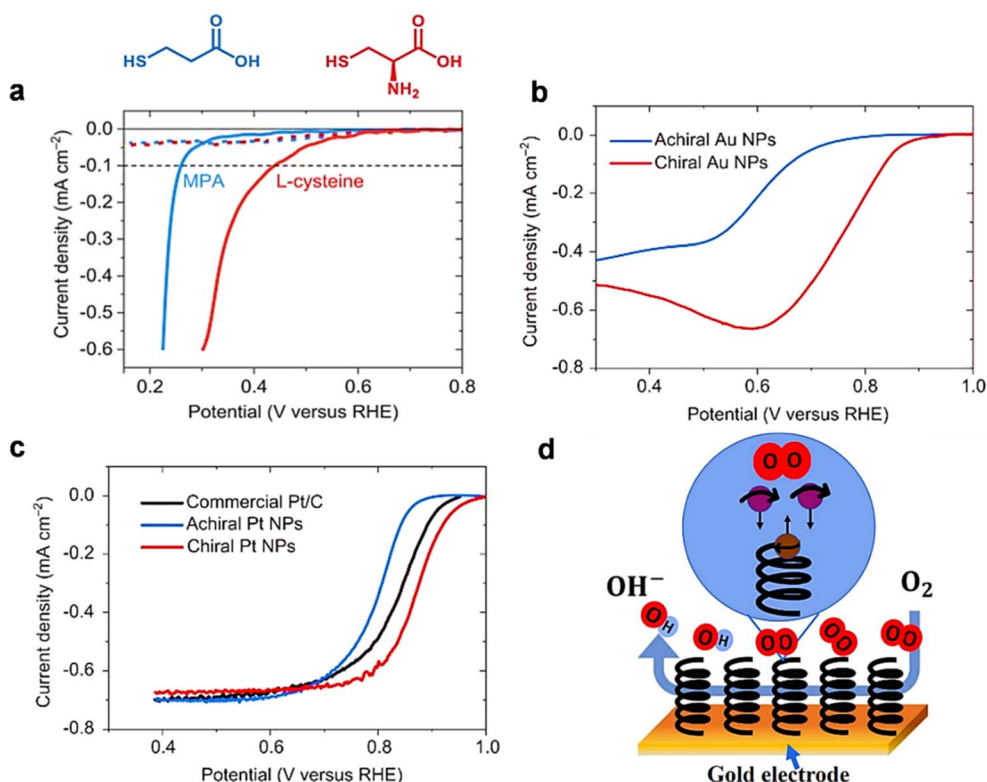 HS
O
OH
HS
O
OH
NH₂
a
0.0
-0.1
-0.2
-0.3
-0.4
-0.5
-0.6
Current density (mA cm⁻²)
MPA
L-cysteine
0.2
0.4
0.6
0.8
Potential (V versus RHE)
b
0.0
-0.2
-0.4
-0.6
-0.8
Current density (mA cm⁻²)
Achiral Au NPs
Chiral Au NPs
0.4
0.6
0.8
1.0
Potential (V versus RHE)
c
0.0
-0.2
-0.4
-0.6
-0.8
Current density (mA cm⁻²)
Commercial Pt/C
Achiral Pt NPs
Chiral Pt NPs
0.4
0.6
0.8
1.0
Potential (V versus RHE)
d
O O
OH⁻
O₂
O H
O H
O O
O O
O O
Gold electrode